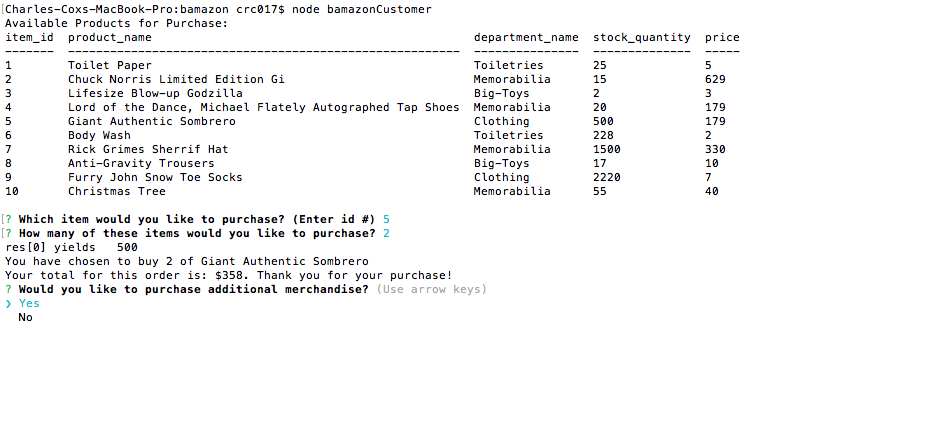 Charles-Coxs-MacBook-Pro:bamazon crc017$ node bamazonCustomer
Available Products for Purchase:
item_id  product_name                                              department_name  stock_quantity  price
-------  --------------------------------------------------------  ---------------  --------------  -----
1        Toilet Paper                                              Toiletries       25              5
2        Chuck Norris Limited Edition Gi                           Memorabilia      15              629
3        Lifesize Blow-up Godzilla                                 Big-Toys         2               3
4        Lord of the Dance, Michael Flately Autographed Tap Shoes  Memorabilia      20              179
5        Giant Authentic Sombrero                                  Clothing         500             179
6        Body Wash                                                 Toiletries       228             2
7        Rick Grimes Sherrif Hat                                   Memorabilia      1500            330
8        Anti-Gravity Trousers                                     Big-Toys         17              10
9        Furry John Snow Toe Socks                                 Clothing         2220            7
10       Christmas Tree                                            Memorabilia      55              40
? Which item would you like to purchase? (Enter id #) 5
? How many of these items would you like to purchase? 2
res[0] yields   500
You have chosen to buy 2 of Giant Authentic Sombrero
Your total for this order is: $358. Thank you for your purchase!
? Would you like to purchase additional merchandise? (Use arrow keys)
❯ Yes
  No